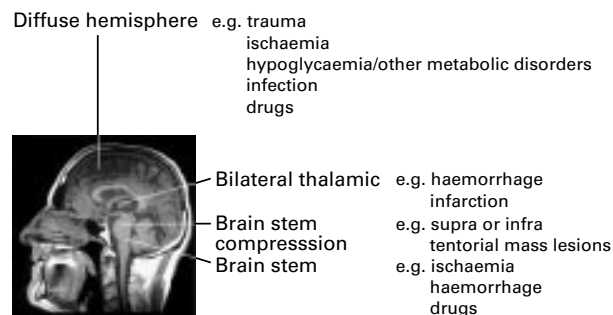 Diffuse hemisphere e.g. trauma
ischaemia
hypoglycaemia/other metabolic disorders
infection
drugs
Bilateral thalamic e.g. haemorrhage
infarction
Brain stem e.g. supra or infra
compresssion tentorial mass lesions
Brain stem e.g. ischaemia
haemorrhage
drugs